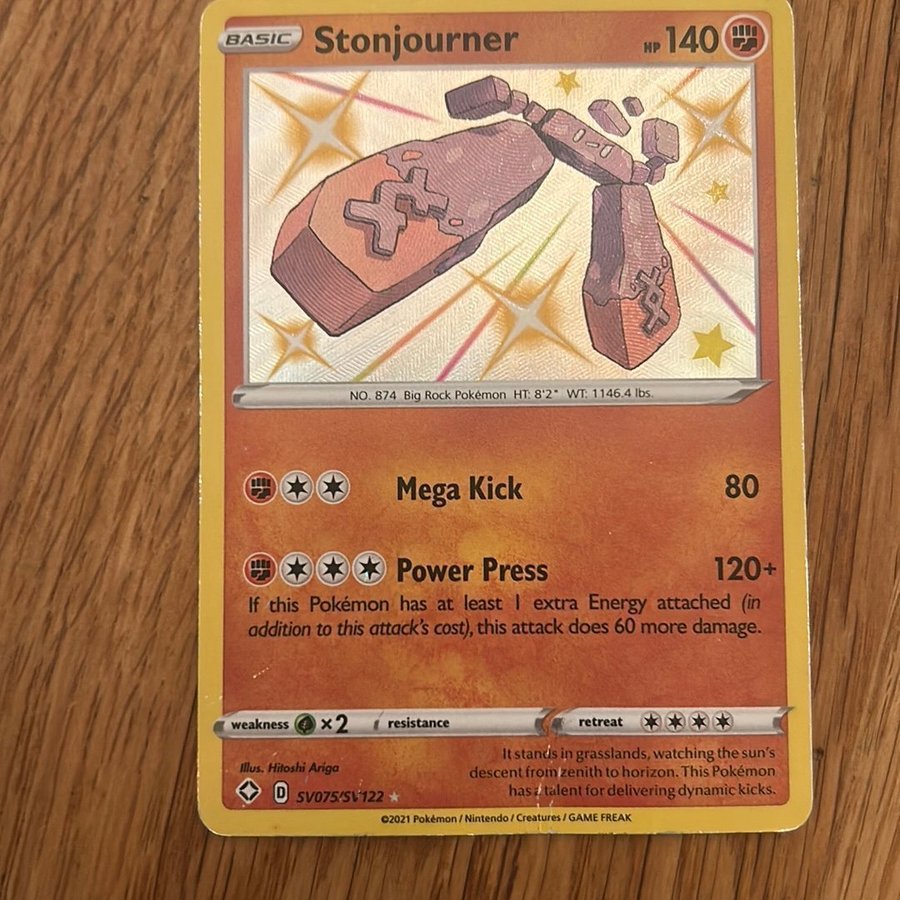 BASIC Stonjourner HP 140
NO. 874 Big Rock Pokémon HT: 8'2" WT: 1146.4 lbs.
Mega Kick 80
Power Press 120+
If this Pokémon has at least 1 extra Energy attached (in
addition to this attack's cost), this attack does 60 more damage.
weakness ×2 resistance retreat
It stands in grasslands, watching the sun's
descent from zenith to horizon. This Pokémon
has a talent for delivering dynamic kicks.
Illus. Hitoshi Ariga
D SV075/SV122
©2021 Pokémon / Nintendo / Creatures / GAME FREAK